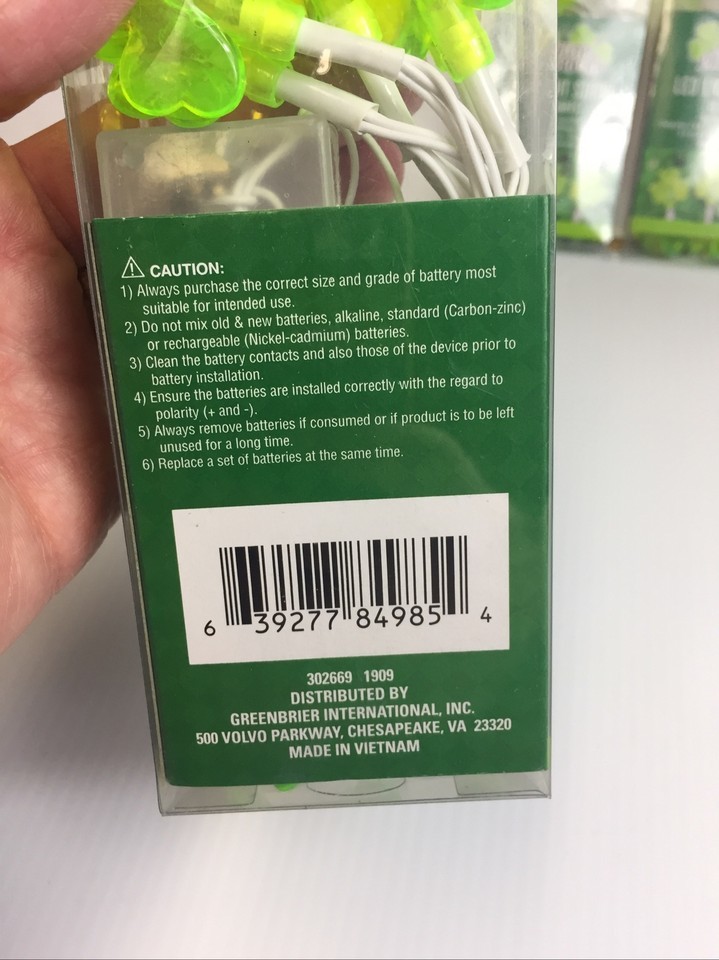 CAUTION:
1) Always purchase the correct size and grade of battery most
suitable for intended use.
2) Do not mix old & new batteries, alkaline, standard (Carbon-zinc)
or rechargeable (Nickel-cadmium) batteries.
3) Clean the battery contacts and also those of the device prior to
battery installation.
4) Ensure the batteries are installed correctly with the regard to
polarity (+ and -).
5) Always remove batteries if consumed or if product is to be left
unused for a long time.
6) Replace a set of batteries at the same time.
6 39277 84985 4
302669 1909
DISTRIBUTED BY
GREENBRIER INTERNATIONAL, INC.
500 VOLVO PARKWAY, CHESAPEAKE, VA 23320
MADE IN VIETNAM